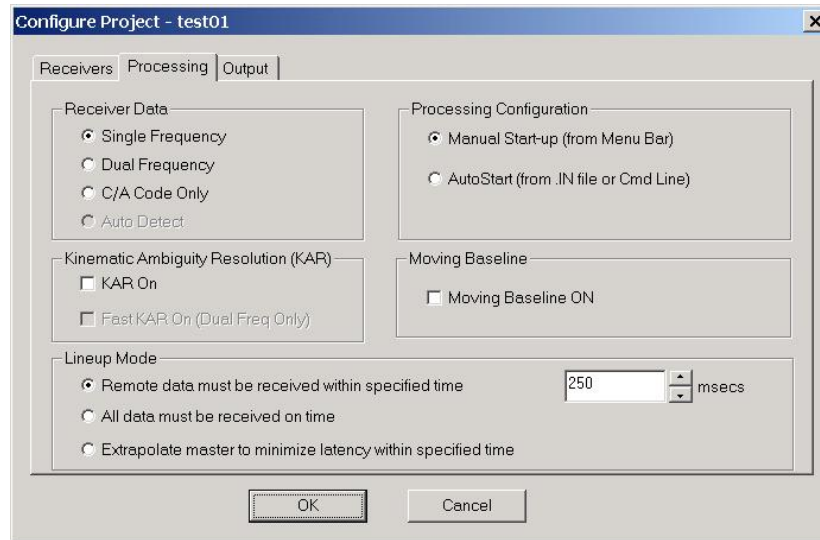 Configure Project - test01
Receivers
Processing
Output
Receiver Data
Single Frequency
Dual Frequency
C/A Code Only
Auto Detect
Processing Configuration
Manual Start-up (from Menu Bar)
AutoStart (from .IN file or Cmd Line)
Kinematic Ambiguity Resolution (KAR)
KAR On
Fast KAR On (Dual Freq Only)
Moving Baseline
Moving Baseline ON
Lineup Mode
Remote data must be received within specified time
250
msecs
All data must be received on time
Extrapolate master to minimize latency within specified time
OK
Cancel